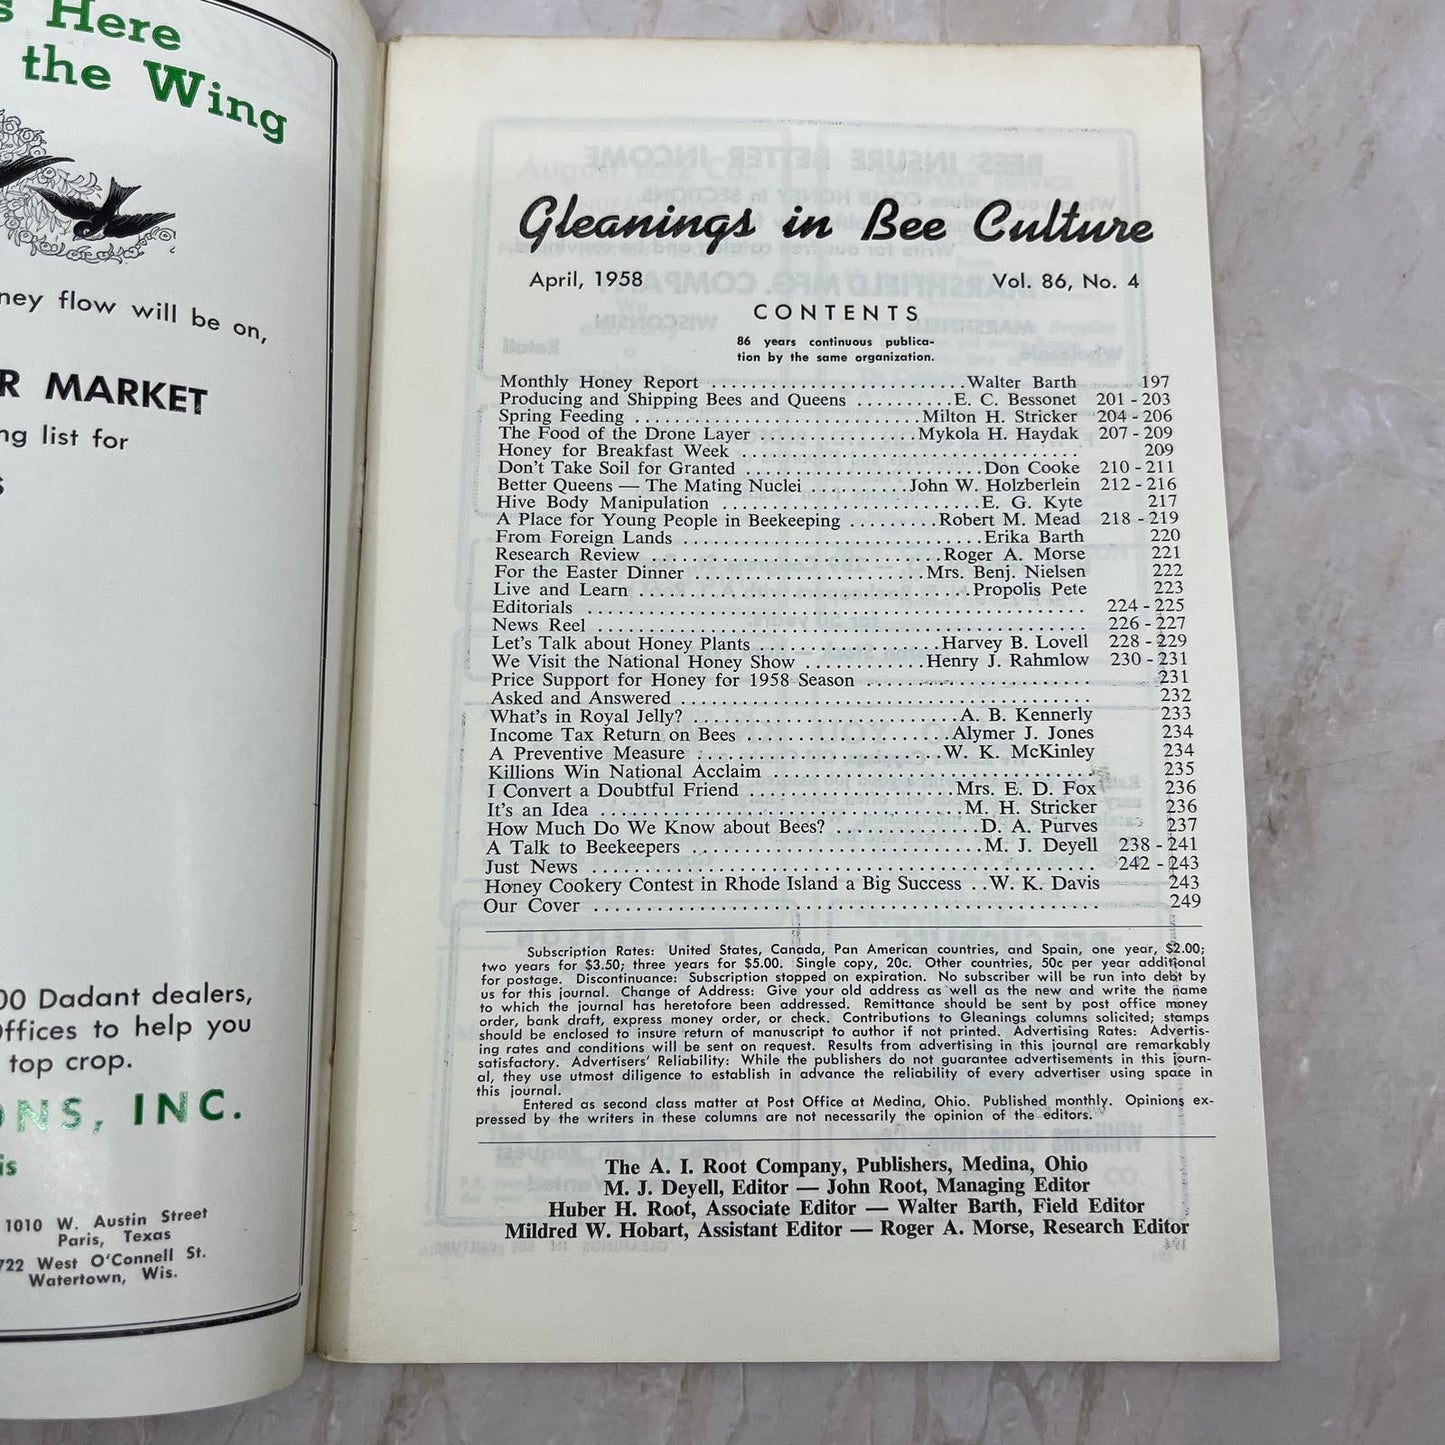 Here
the Wing
ney flow will be on,
R MARKET
ng list for
00 Dadant dealers,
ffices to help you
top crop.
ONS, INC.
is
1010 W. Austin Street
Paris, Texas
722 West O'Connell St.
Watertown, Wis.
Gleanings in Bee Culture
April, 1958 Vol. 86, No. 4
CONTENTS
86 years continuous publica-
tion by the same organization.
Monthly Honey Report ......................... Walter Barth 197
Producing and Shipping Bees and Queens .......... E. C. Bessonet 201 - 203
Spring Feeding ............................ Milton H. Stricker 204 - 206
The Food of the Drone Layer ................ Mykola H. Haydak 207 - 209
Honey for Breakfast Week .................................. 209
Don't Take Soil for Granted ........................ Don Cooke 210 - 211
Better Queens — The Mating Nuclei .......... John W. Holzberlein 212 - 216
Hive Body Manipulation ......................... E. G. Kyte 217
A Place for Young People in Beekeeping ......... Robert M. Mead 218 - 219
From Foreign Lands .............................. Erika Barth 220
Research Review ............................ Roger A. Morse 221
For the Easter Dinner ...................... Mrs. Benj. Nielsen 222
Live and Learn ................................ Propolis Pete 223
Editorials ................................................ 224 - 225
News Reel ................................................ 226 - 227
Let's Talk about Honey Plants .................. Harvey B. Lovell 228 - 229
We Visit the National Honey Show ............ Henry J. Rahmlow 230 - 231
Price Support for Honey for 1958 Season ...................... 231
Asked and Answered ........................................ 232
What's in Royal Jelly? .......................... A. B. Kennerly 233
Income Tax Return on Bees .................... Alymer J. Jones 234
A Preventive Measure ........................ W. K. McKinley 234
Killions Win National Acclaim ............................... 235
I Convert a Doubtful Friend .................... Mrs. E. D. Fox 236
It's an Idea .................................. M. H. Stricker 236
How Much Do We Know about Bees? .............. D. A. Purves 237
A Talk to Beekeepers ............................ M. J. Deyell 238 - 241
Just News .................................................. 242 - 243
Honey Cookery Contest in Rhode Island a Big Success .. W. K. Davis 243
Our Cover ................................................ 249
Subscription Rates: United States, Canada, Pan American countries, and Spain, one year, $2.00;
two years for $3.50; three years for $5.00. Single copy, 20c. Other countries, 50c per year additional
for postage. Discontinuance: Subscription stopped on expiration. No subscriber will be run into debt by
us for this journal. Change of Address: Give your old address as well as the new and write the name
to which the journal has heretofore been addressed. Remittance should be sent by post office money
order, bank draft, express money order, or check. Contributions to Gleanings columns solicited; stamps
should be enclosed to insure return of manuscript to author if not printed. Advertising Rates: Advertis-
ing rates and conditions will be sent on request. Results from advertising in this journal are remarkably
satisfactory. Advertisers' Reliability: While the publishers do not guarantee advertisements in this journ-
al, they use utmost diligence to establish in advance the reliability of every advertiser using space in
this journal.
Entered as second class matter at Post Office at Medina, Ohio. Published monthly. Opinions ex-
pressed by the writers in these columns are not necessarily the opinion of the editors.
The A. I. Root Company, Publishers, Medina, Ohio
M. J. Deyell, Editor — John Root, Managing Editor
Huber H. Root, Associate Editor — Walter Barth, Field Editor
Mildred W. Hobart, Assistant Editor — Roger A. Morse, Research Editor